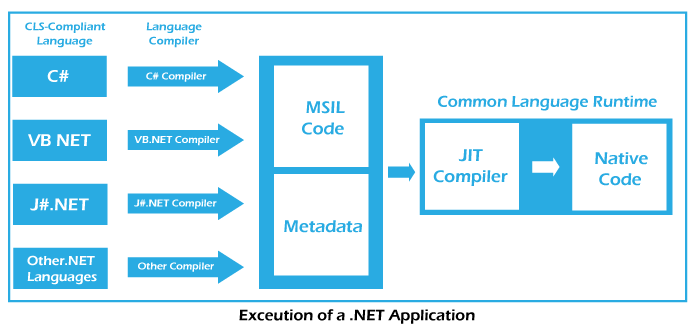 CLS-Compliant
Language
Language
Compiler
C#
C# Compiler
VB NET
VB.NET Compiler
J#.NET
J#.NET Compiler
Other.NET
Languages
Other Compiler
MSIL
Code
Metadata
Common Language Runtime
JIT
Compiler
Native
Code
Exceution of a .NET Application